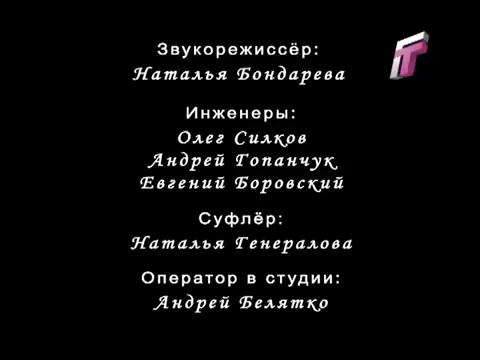 Звукорежиссёр:
Наталья Бондарева
Инженеры:
Олег Силков
Андрей Гопанчук
Евгений Боровский
Суфлёр:
Наталья Генералова
Оператор в студии:
Андрей Белятко